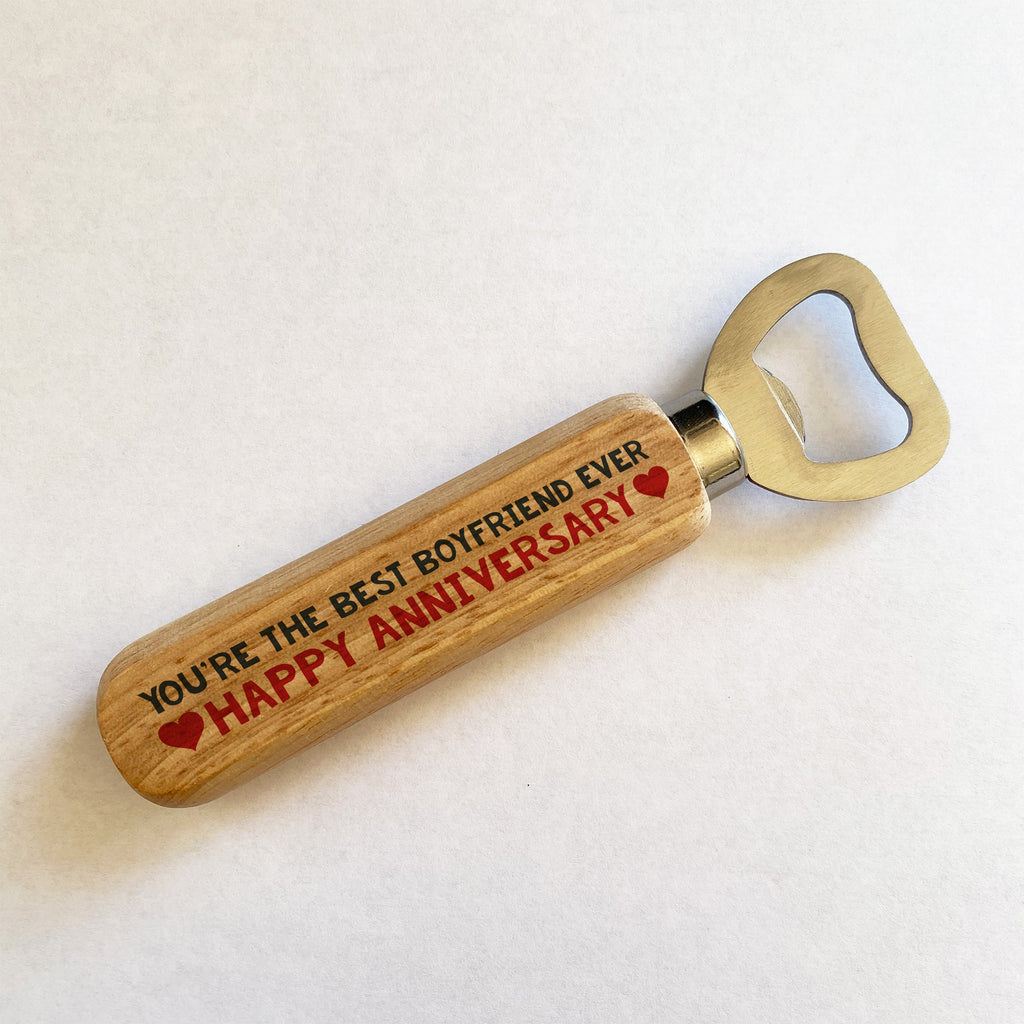 YOU'RE THE BEST BOYFRIEND EVER
HAPPY ANNIVERSARY